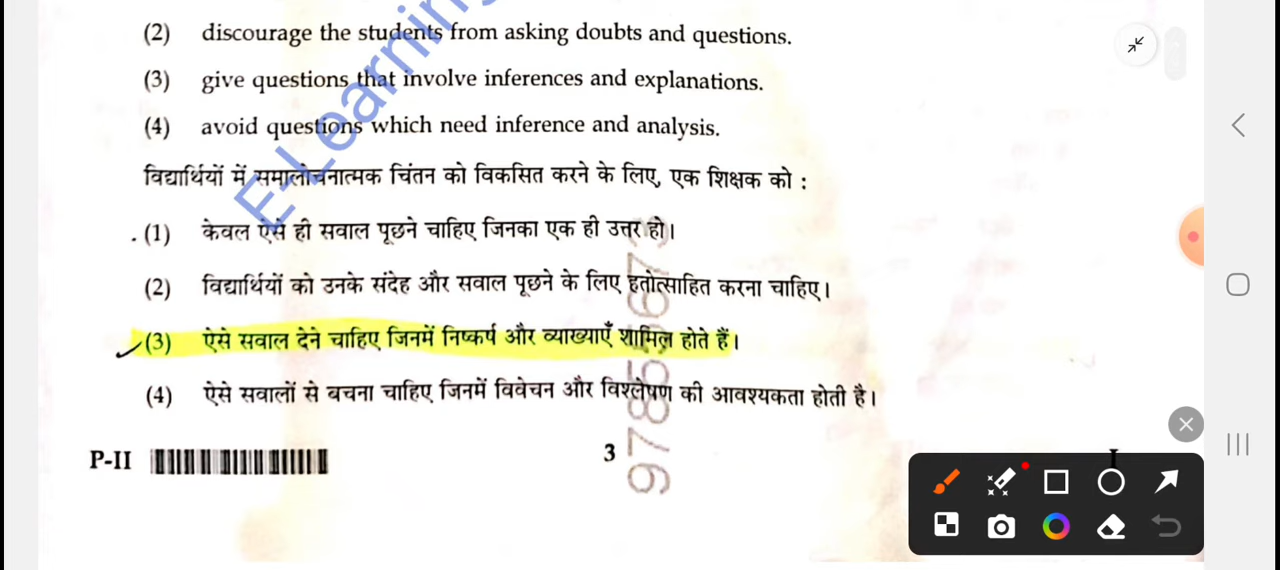 (2) discourage the students from asking doubts and questions.
(3) give questions that involve inferences and explanations.
(4) avoid questions which need inference and analysis.
विद्यार्थियों में समालोचनात्मक चिंतन को विकसित करने के लिए, एक शिक्षक को :
(1) केवल ऐसे ही सवाल पूछने चाहिए जिनका एक ही उत्तर हो।
(2) विद्यार्थियों को उनके संदेह और सवाल पूछने के लिए हतोत्साहित करना चाहिए।
(3) ऐसे सवाल देने चाहिए जिनमें निष्कर्ष और व्याख्याएँ शामिल होते हैं।
(4) ऐसे सवालों से बचना चाहिए जिनमें विवेचन और विश्लेषण की आवश्यकता होती है।
P-II 3
E-Learning